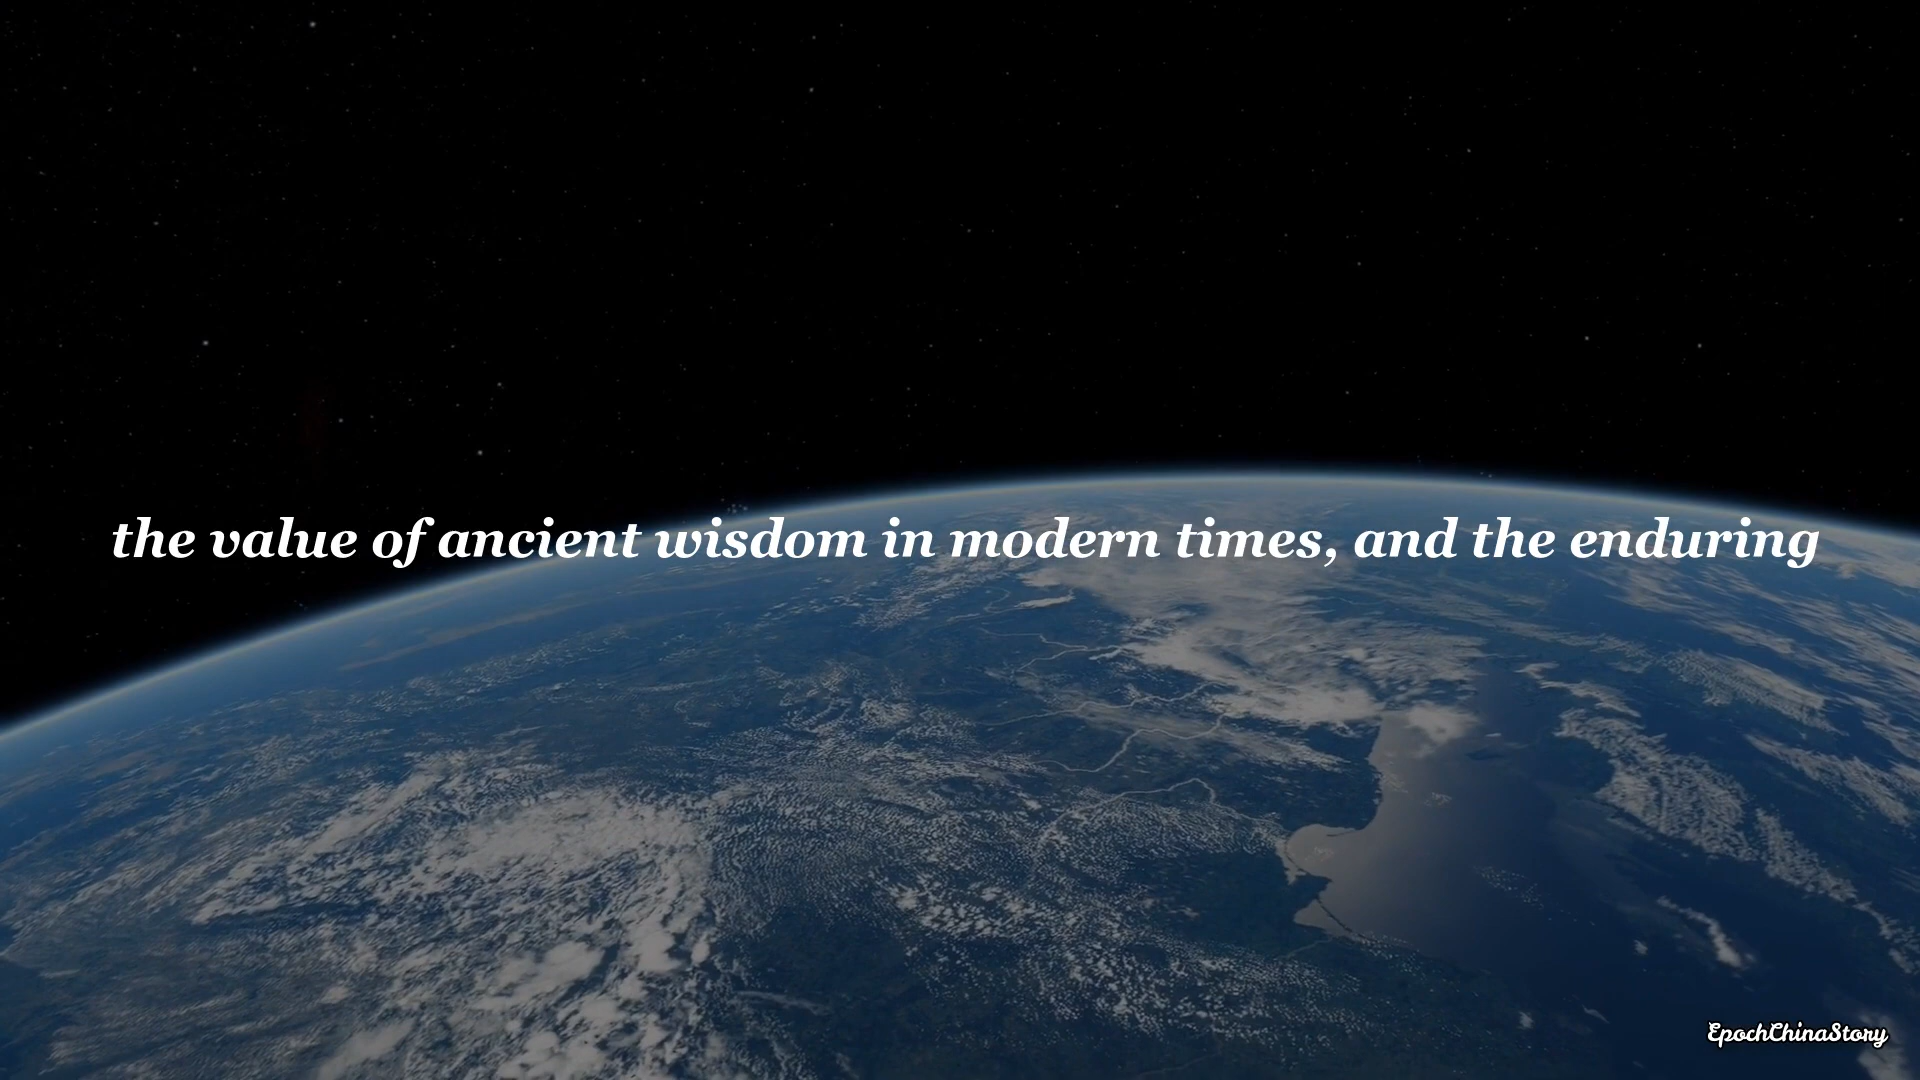 the value of ancient wisdom in modern times, and the enduring
EpochChinaStory